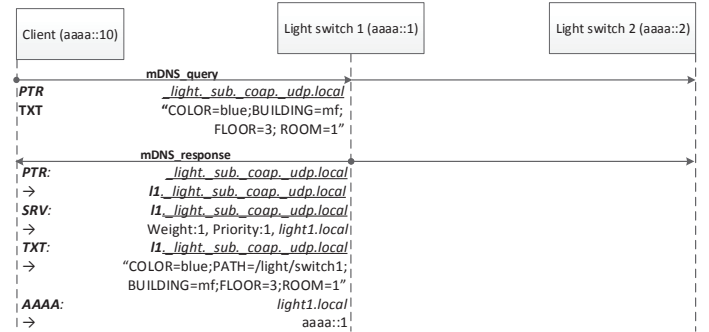 Client (aaaa::10)
Light switch 1 (aaaa::1)
Light switch 2 (aaaa::2)
mDNS_query
PTR _light._sub._coap._udp.local
TXT “COLOR=blue;BUILDING=mf;
FLOOR=3; ROOM=1”
mDNS_response
PTR: _light._sub._coap._udp.local
→ l1._light._sub._coap._udp.local
SRV: l1._light._sub._coap._udp.local
→ Weight:1, Priority:1, light1.local
TXT: l1._light._sub._coap._udp.local
→ “COLOR=blue;PATH=/light/switch1;
BUILDING=mf;FLOOR=3;ROOM=1”
AAAA: light1.local
→ aaaa::1